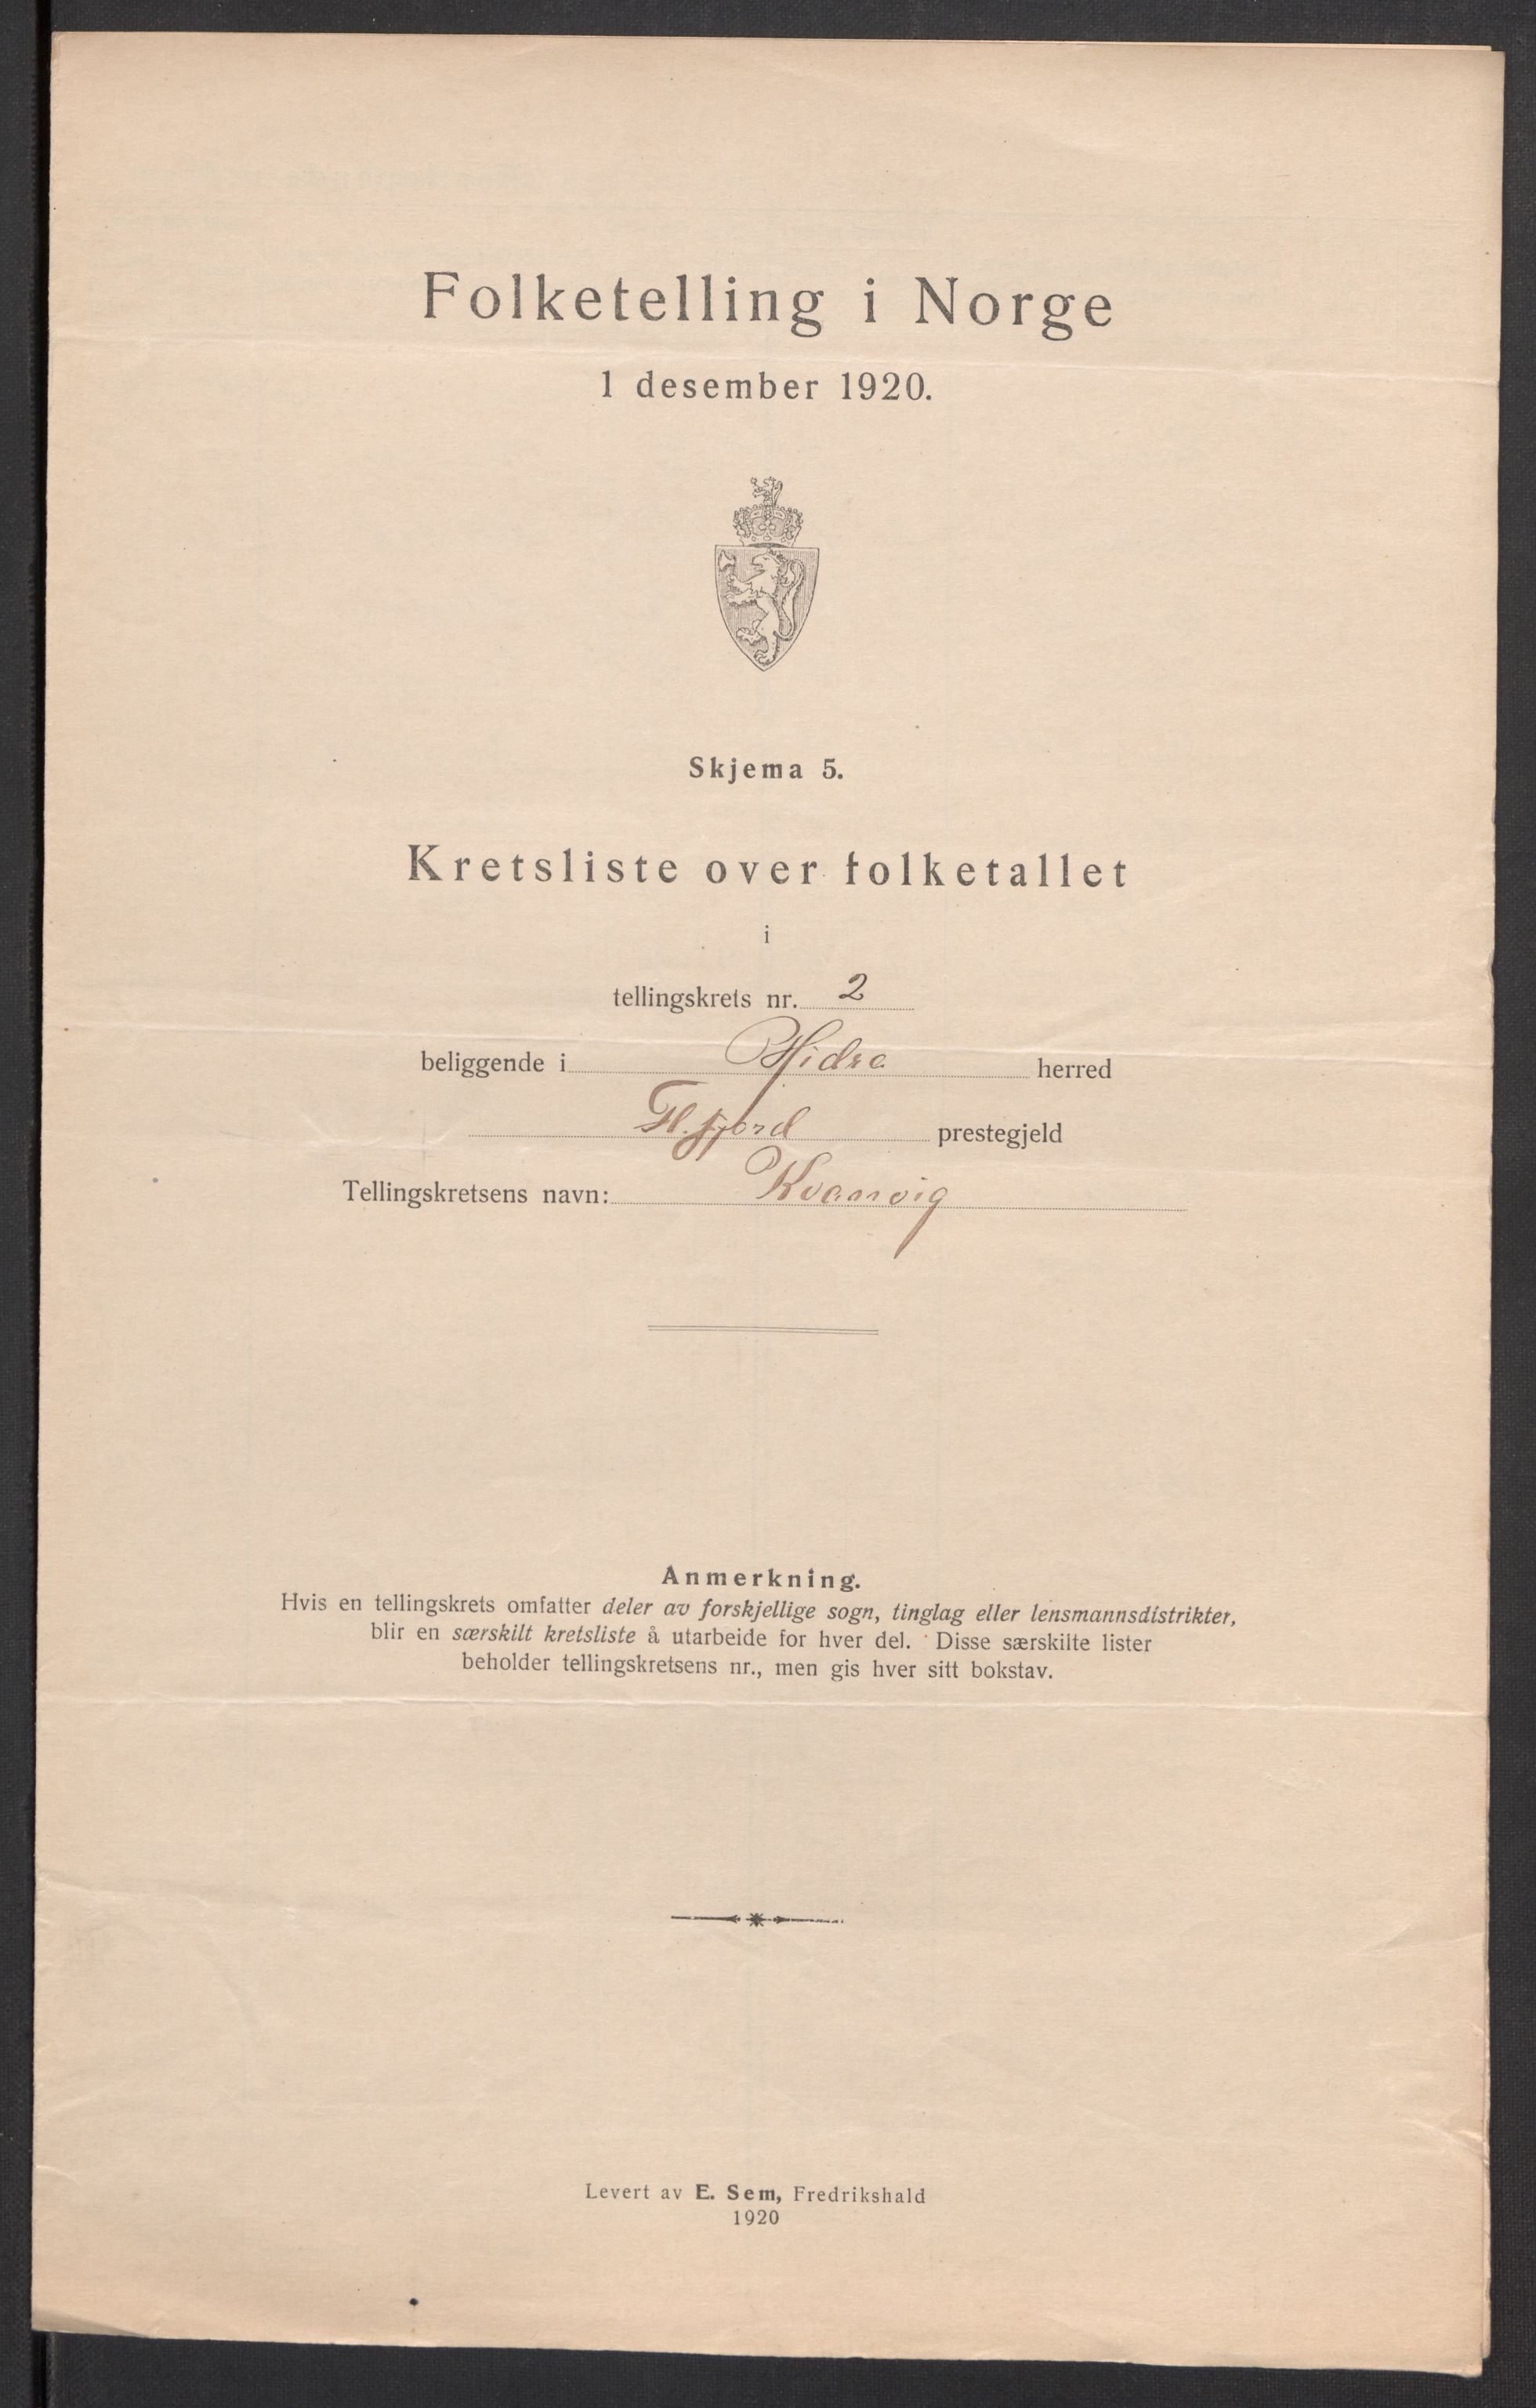 Folketelling i Norge
1 desember 1920.
Skjema 5.
Kretsliste over folketallet
i
tellingskrets nr. 2
beliggende i Hidra herred
Fl.fjord prestegjeld
Tellingskretsens navn: Kvanvig
Anmerkning.
Hvis en tellingskrets omfatter deler av forskjellige sogn, tinglag eller lensmannsdistrikter,
blir en særskilt kretsliste å utarbeide for hver del. Disse særskilte lister
beholder tellingskretsens nr., men gis hver sitt bokstav.
Levert av E. Sem, Fredrikshald
1920